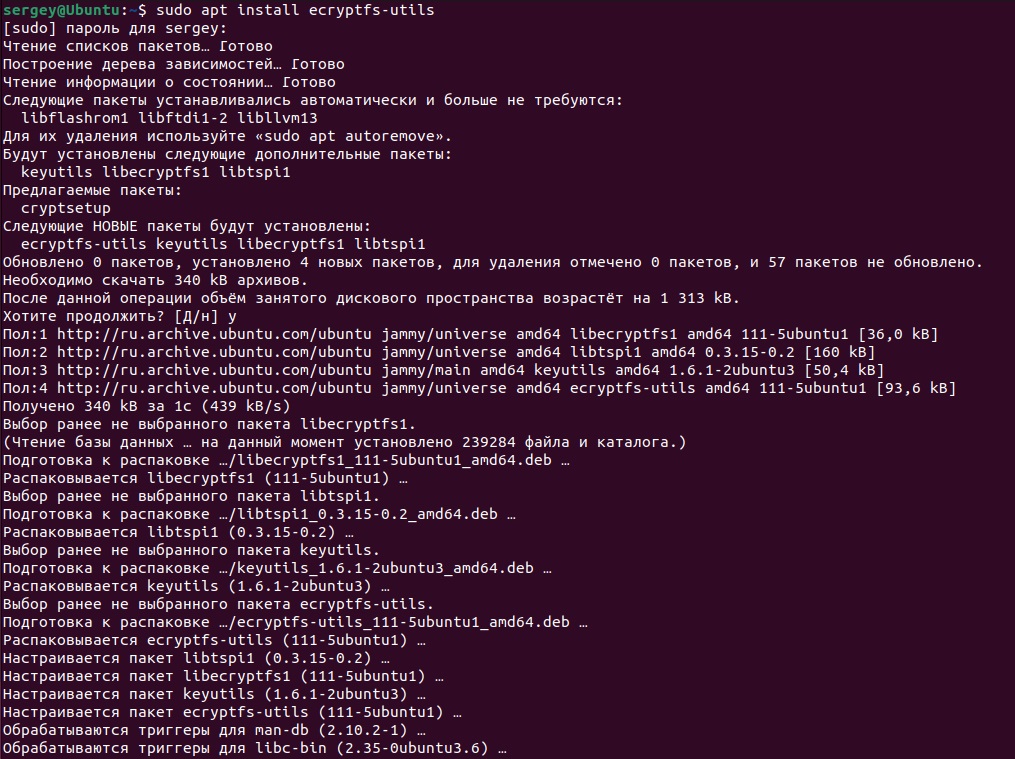 sergey@Ubuntu:~$ sudo apt install ecryptfs-utils
[sudo] пароль для sergey:
Чтение списков пакетов… Готово
Построение дерева зависимостей… Готово
Чтение информации о состоянии… Готово
Следующие пакеты устанавливались автоматически и больше не требуются:
  libflashrom1 libftdi1-2 libllvm13
Для их удаления используйте «sudo apt autoremove».
Будут установлены следующие дополнительные пакеты:
  keyutils libecryptfs1 libtspi1
Предлагаемые пакеты:
  cryptsetup
Следующие НОВЫЕ пакеты будут установлены:
  ecryptfs-utils keyutils libecryptfs1 libtspi1
Обновлено 0 пакетов, установлено 4 новых пакетов, для удаления отмечено 0 пакетов, и 57 пакетов не обновлено.
Необходимо скачать 340 kB архивов.
После данной операции объём занятого дискового пространства возрастёт на 1 313 kB.
Хотите продолжить? [Д/н] y
Пол:1 http://ru.archive.ubuntu.com/ubuntu jammy/universe amd64 libecryptfs1 amd64 111-5ubuntu1 [36,0 kB]
Пол:2 http://ru.archive.ubuntu.com/ubuntu jammy/universe amd64 libtspi1 amd64 0.3.15-0.2 [160 kB]
Пол:3 http://ru.archive.ubuntu.com/ubuntu jammy/main amd64 keyutils amd64 1.6.1-2ubuntu3 [50,4 kB]
Пол:4 http://ru.archive.ubuntu.com/ubuntu jammy/universe amd64 ecryptfs-utils amd64 111-5ubuntu1 [93,6 kB]
Получено 340 kB за 1с (439 kB/s)
Выбор ранее не выбранного пакета libecryptfs1.
(Чтение базы данных … на данный момент установлено 239284 файла и каталога.)
Подготовка к распаковке …/libecryptfs1_111-5ubuntu1_amd64.deb …
Распаковывается libecryptfs1 (111-5ubuntu1) …
Выбор ранее не выбранного пакета libtspi1.
Подготовка к распаковке …/libtspi1_0.3.15-0.2_amd64.deb …
Распаковывается libtspi1 (0.3.15-0.2) …
Выбор ранее не выбранного пакета keyutils.
Подготовка к распаковке …/keyutils_1.6.1-2ubuntu3_amd64.deb …
Распаковывается keyutils (1.6.1-2ubuntu3) …
Выбор ранее не выбранного пакета ecryptfs-utils.
Подготовка к распаковке …/ecryptfs-utils_111-5ubuntu1_amd64.deb …
Распаковывается ecryptfs-utils (111-5ubuntu1) …
Настраивается пакет libtspi1 (0.3.15-0.2) …
Настраивается пакет libecryptfs1 (111-5ubuntu1) …
Настраивается пакет keyutils (1.6.1-2ubuntu3) …
Настраивается пакет ecryptfs-utils (111-5ubuntu1) …
Обрабатываются триггеры для man-db (2.10.2-1) …
Обрабатываются триггеры для libc-bin (2.35-0ubuntu3.6) …